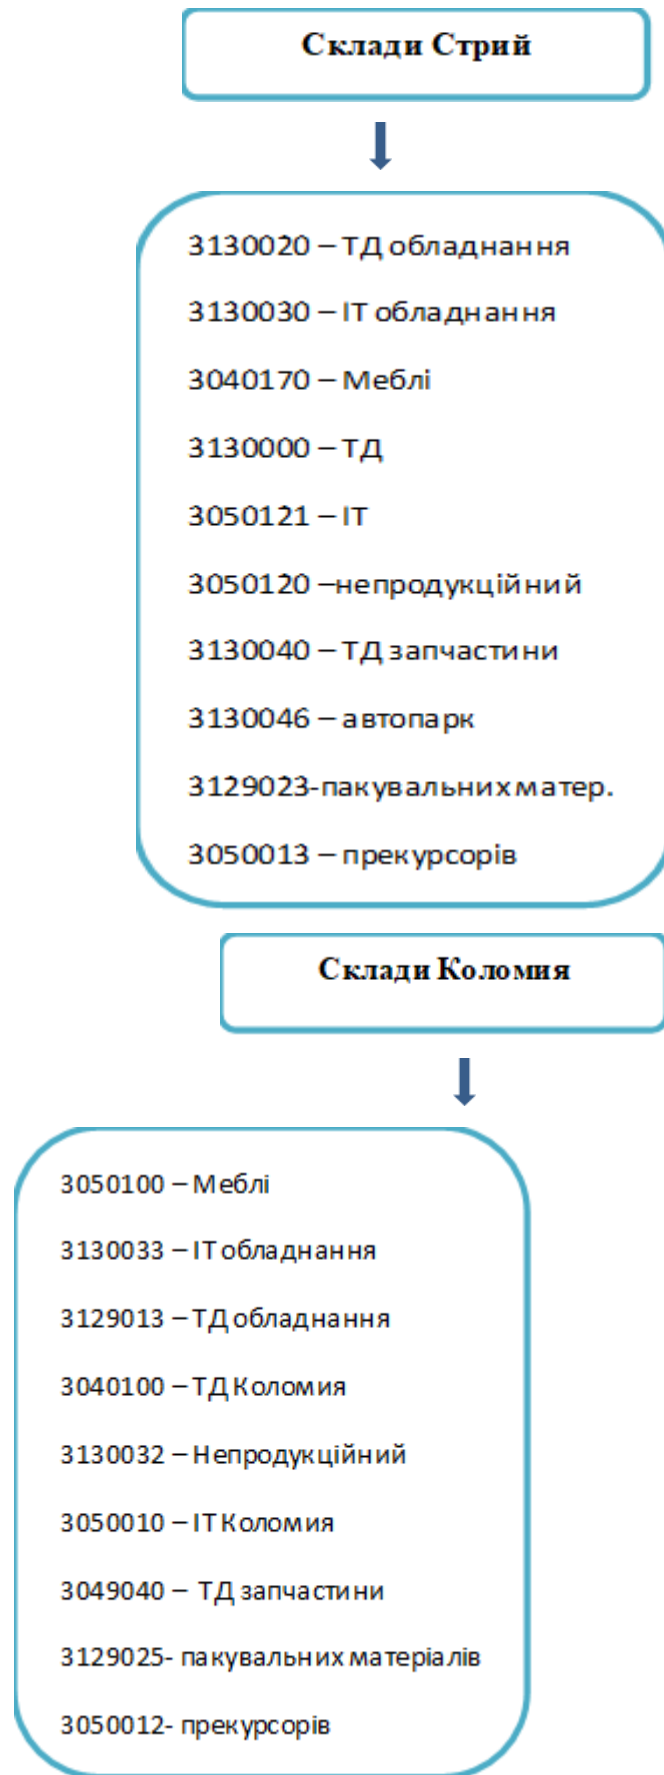 Склади Стрий
3130020 – ТД обладнання
3130030 – ІТ обладнання
3040170 – Меблі
3130000 – ТД
3050121 – ІТ
3050120 –непродукційний
3130040 – ТД запчастини
3130046 – автопарк
3129023-пакувальних матер.
3050013 – прекурсорів
Склади Коломия
3050100 – Меблі
3130033 – ІТ обладнання
3129013 – ТД обладнання
3040100 – ТД Коломия
3130032 – Непродукційний
3050010 – ІТ Коломия
3049040 – ТД запчастини
3129025- пакувальних матеріалів
3050012- прекурсорів